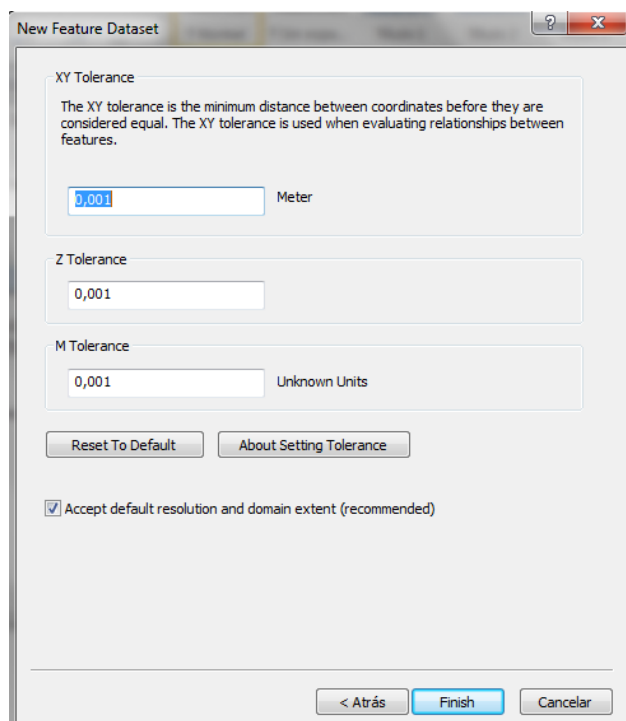 New Feature Dataset
XY Tolerance
The XY tolerance is the minimum distance between coordinates before they are
considered equal. The XY tolerance is used when evaluating relationships between
features.
0,001 Meter
Z Tolerance
0,001
M Tolerance
0,001 Unknown Units
Reset To Default About Setting Tolerance
Accept default resolution and domain extent (recommended)
< Atrás Finish Cancelar